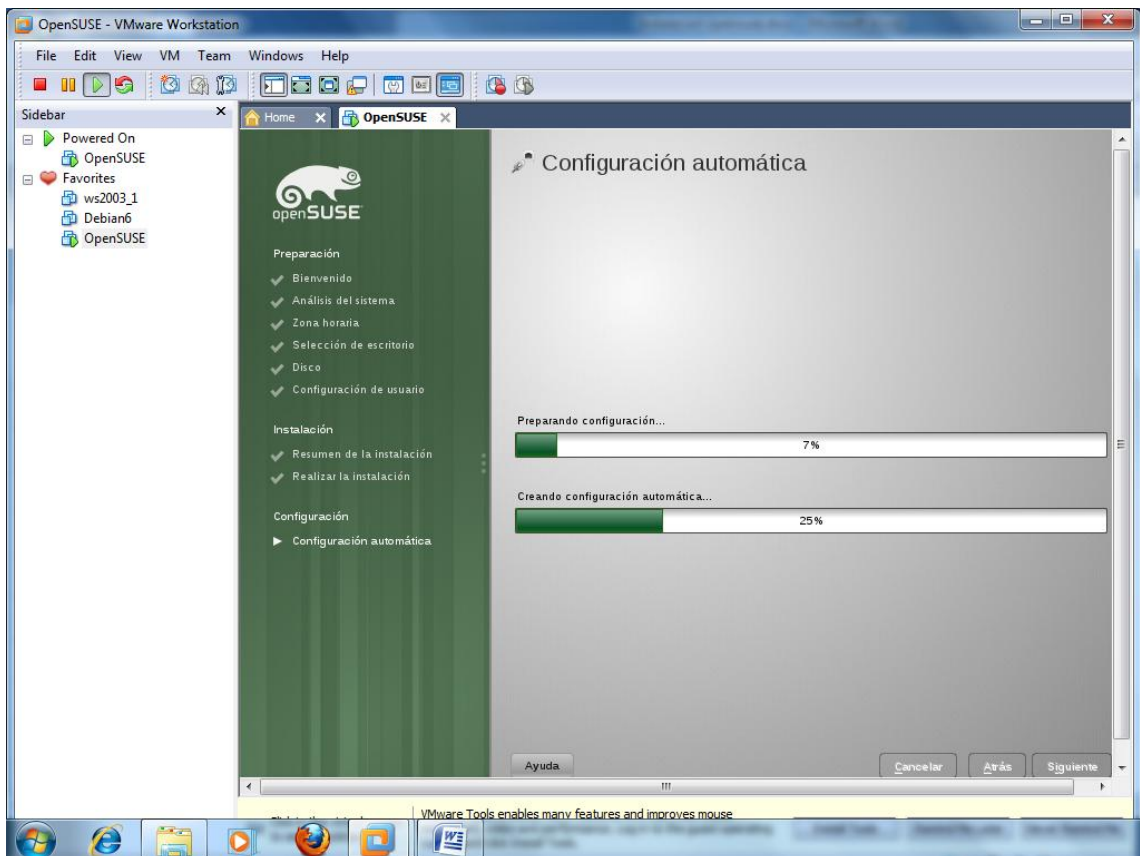 OpenSUSE - VMware Workstation
File Edit View VM Team Windows Help
Sidebar
Powered On
OpenSUSE
Favorites
ws2003_1
Debian6
OpenSUSE
Home
OpenSUSE
openSUSE
Preparación
Bienvenido
Análisis del sistema
Zona horaria
Selección de escritorio
Disco
Configuración de usuario
Instalación
Resumen de la instalación
Realizar la instalación
Configuración
Configuración automática
Configuración automática
Preparando configuración...
7%
Creando configuración automática...
25%
Ayuda
Cancelar
Atrás
Siguiente
VMware Tools enables many features and improves mouse